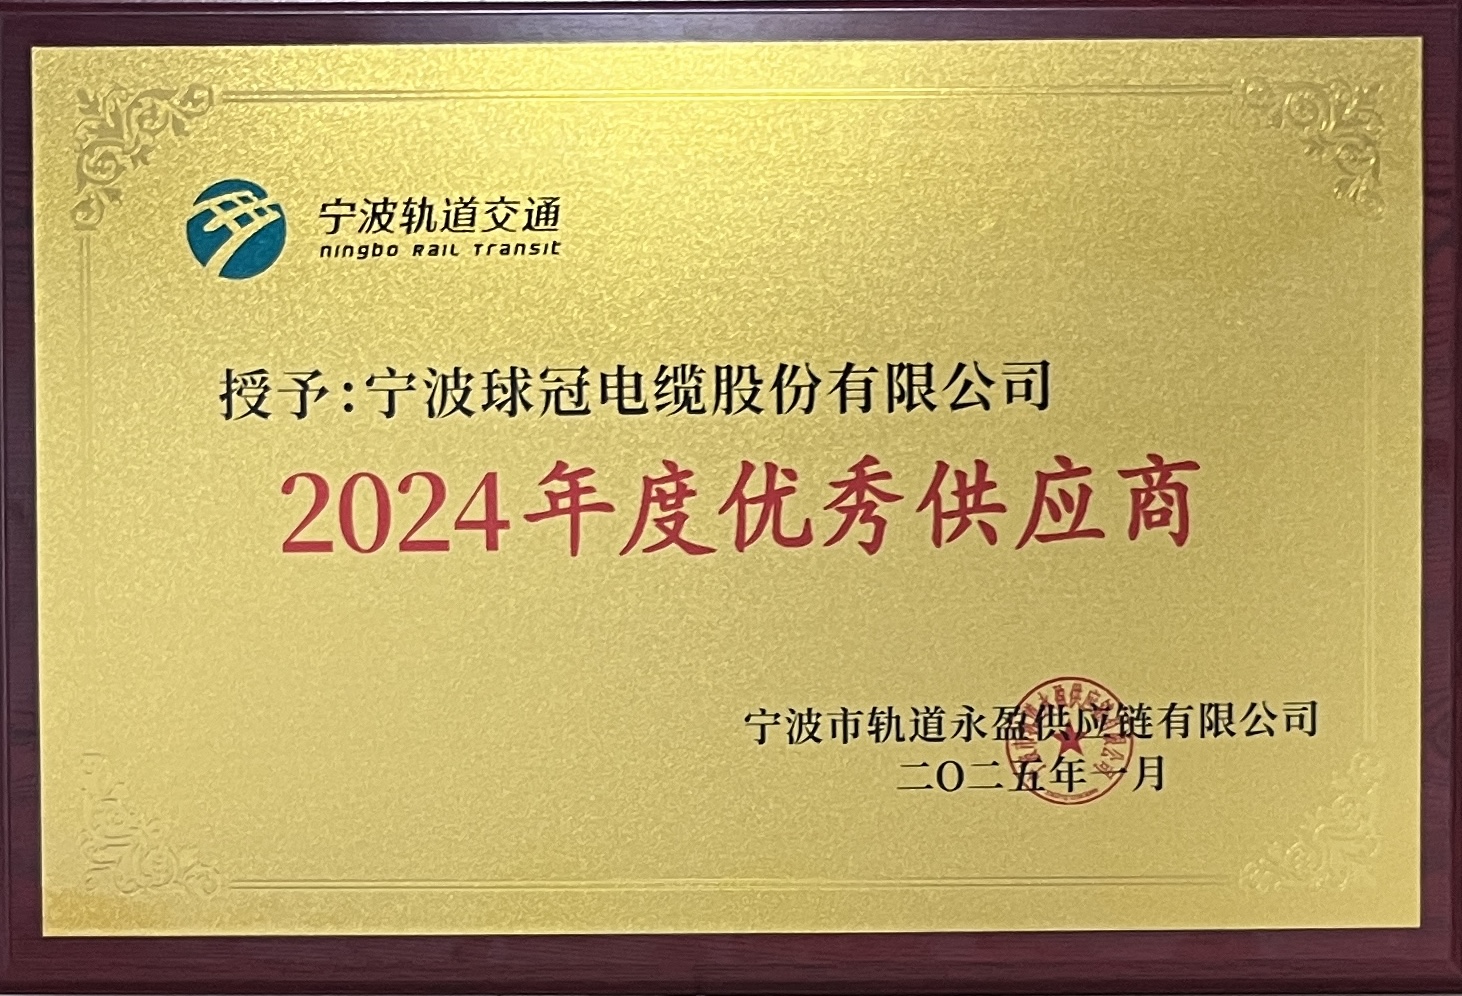 宁波轨道交通
ningbo Rail Transit
授予:宁波球冠电缆股份有限公司
2024年度优秀供应商
宁波市轨道永盈供应链有限公司
二〇二五年一月